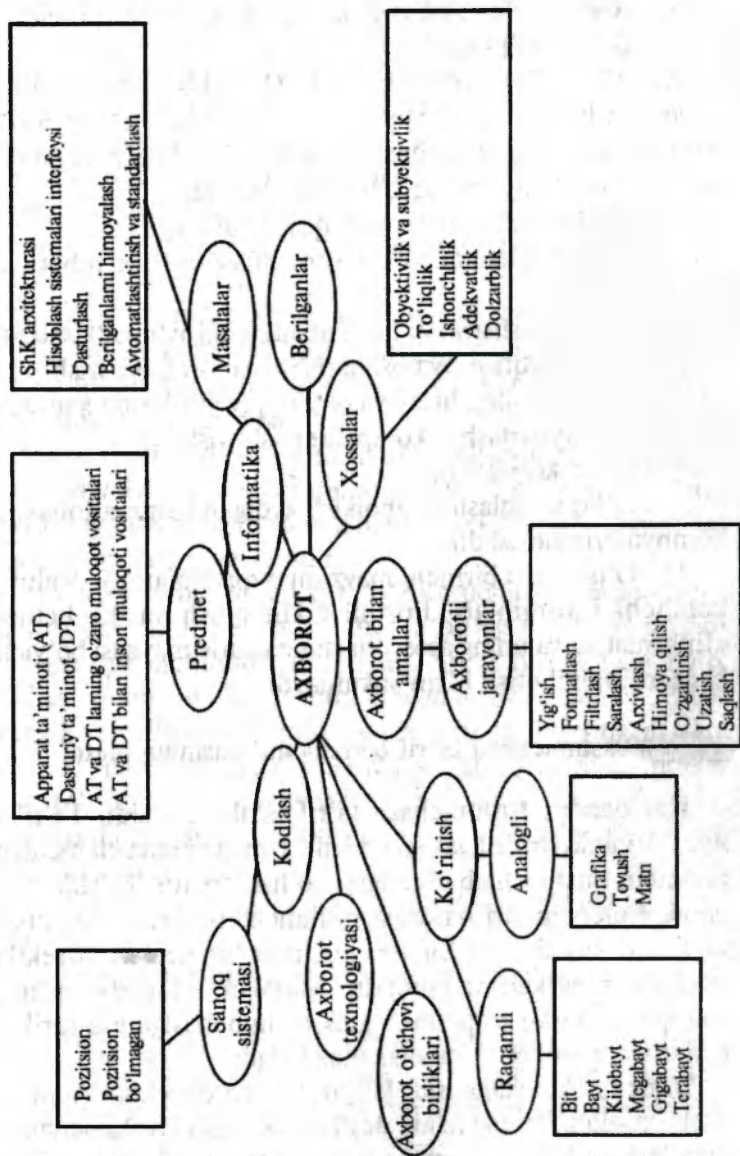 Pozitsion
Pozitsion
bo'lmagan
Apparat ta'minoti (AT)
Dasturiy ta'minot (DT),
AT va DT larning o'zaro muloqot vositalari
AT va DT bilan inson muloqoti vositalari
ShK arxitekturasi
Hisiblash sistemalari interfeysi
Dasturlash
Berilganlarni himoyalash
Avtomatlashtirish va standartlash
Sanoq
sistemasi
Kodlash
Predmet
Informatika
Masalalar
Axborot
texnologiyasi
AXBOROT
Berilganlar
Axborot o'lchovi
birliklari
Ko'rinish
Axborot bilan
amallar
Xossalar
Raqamli
Analogli
Axborotli
jarayonlar
Obyektivlik va subyektivlik
To'liqlik
Ishonchlilik
Adekvatlik
Dolzarblik
Bit
Bayt
Kilobayt
Megabayt
Gigabayt
Terabayt
Grafika
Tovush
Matn
Yig'ish
Formatlash
Filtrlash
Saralash
Arxivlash
Himoya qilish
O'zgartirish
Uzatish
Saqlash